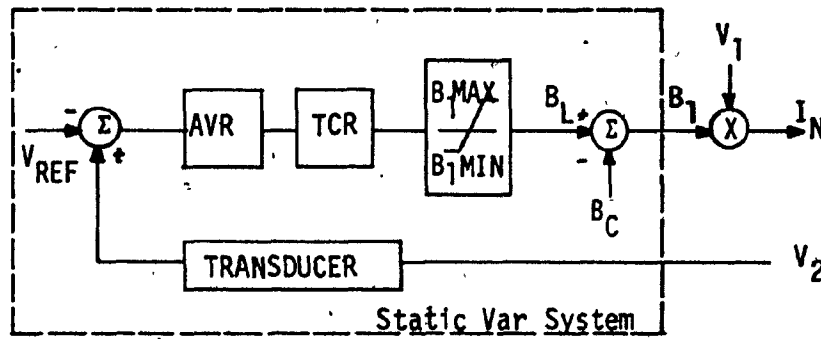 V1
B1MAX
AVR
TCR
BL
B1
IN
-
Σ
+
Σ
X
VREF
+
B1MIN
-
BC
TRANSDUCER
V2
Static Var System